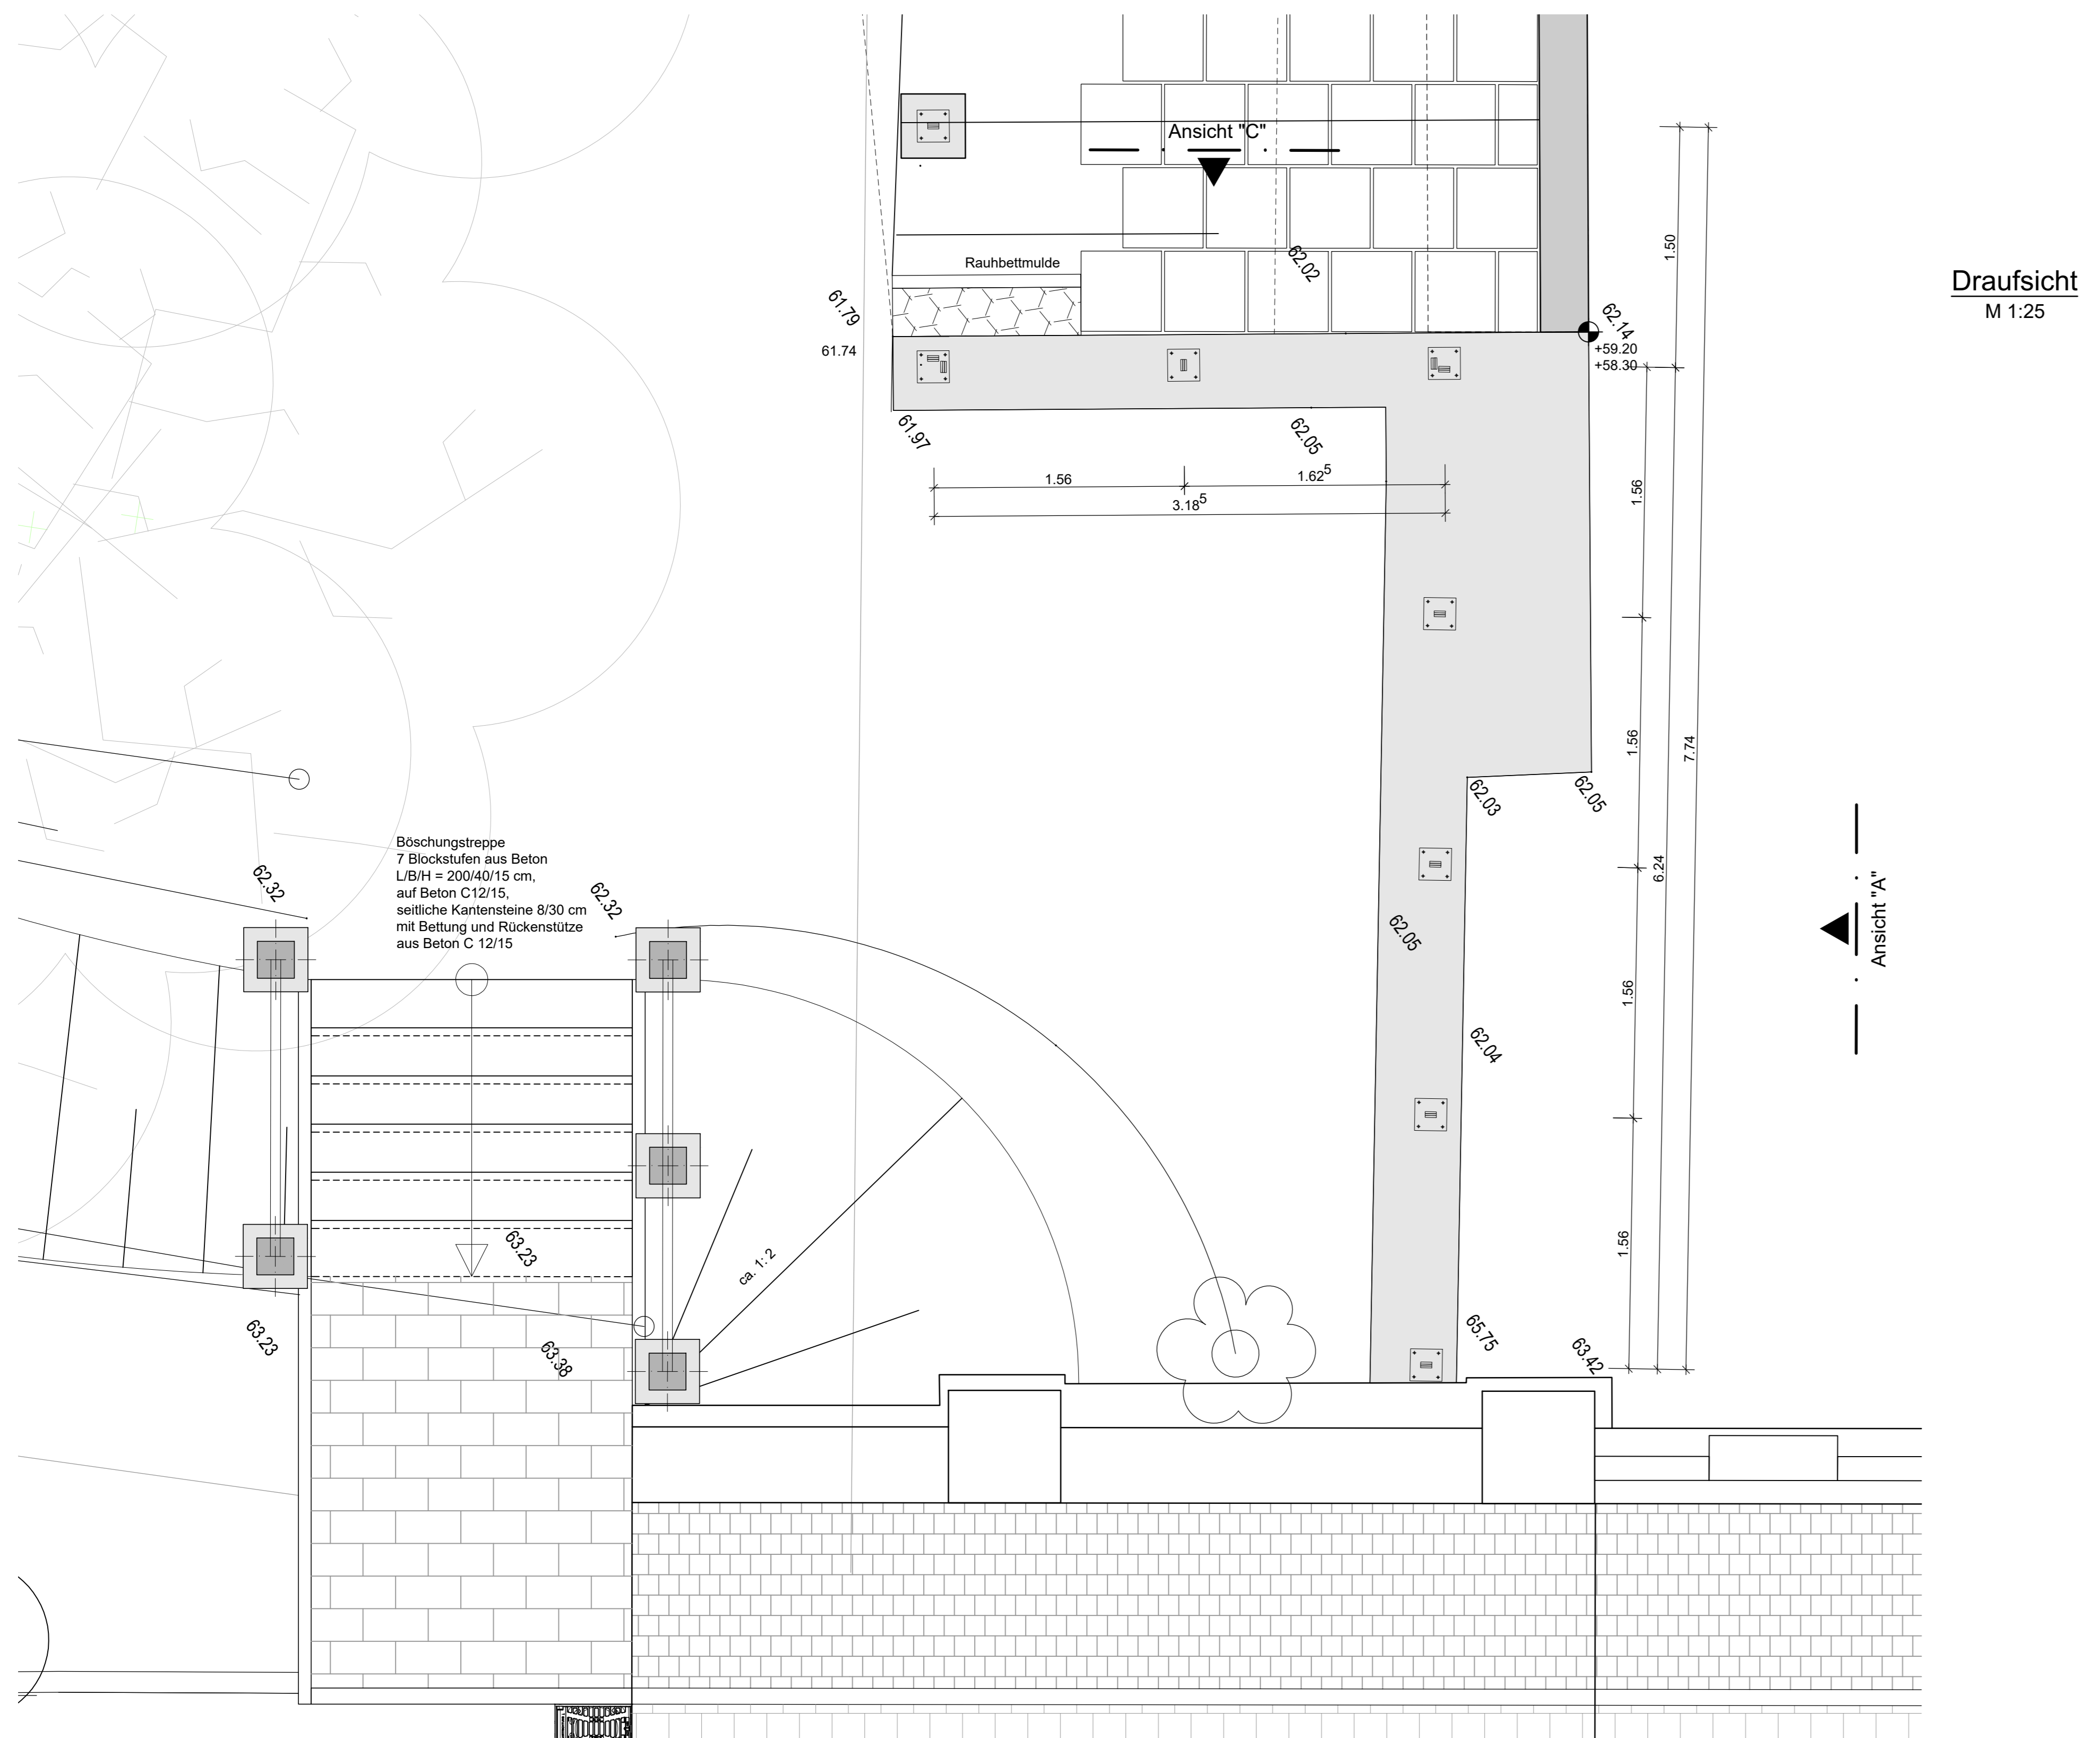 Ansicht "C"
Rauhbettmulde
62.02
1.50
Draufsicht
M 1:25
61.79
61.74
62.14
+59.20
+58.30
61.97
62.05
1.56
1.62⁵
3.18⁵
1.56
1.56
7.74
62.03
62.05
Böschungstreppe
7 Blockstufen aus Beton
L/B/H = 200/40/15 cm,
auf Beton C12/15,
seitliche Kantensteine 8/30 cm
mit Bettung und Rückenstütze
aus Beton C 12/15
62.32
62.32
6.24
Ansicht "A"
62.05
1.56
62.04
63.23
ca. 1: 2
1.56
63.23
63.38
65.75
63.42